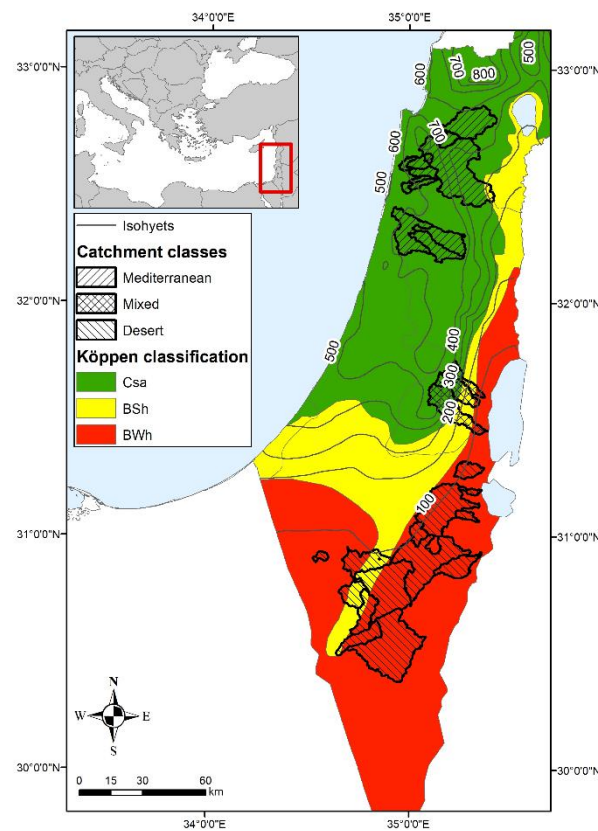 34°0'0"E
35°0'0"E
33°0'0"N
33°0'0"N
600
700
800
500
600
700
500
Isohyets
Catchment classes
Mediterranean
Mixed
Desert
Köppen classification
Csa
BSh
BWh
32°0'0"N
32°0'0"N
500
400
300
200
31°0'0"N
31°0'0"N
100
N
W
E
S
30°0'0"N
30°0'0"N
0 15 30 60
km
34°0'0"E
35°0'0"E